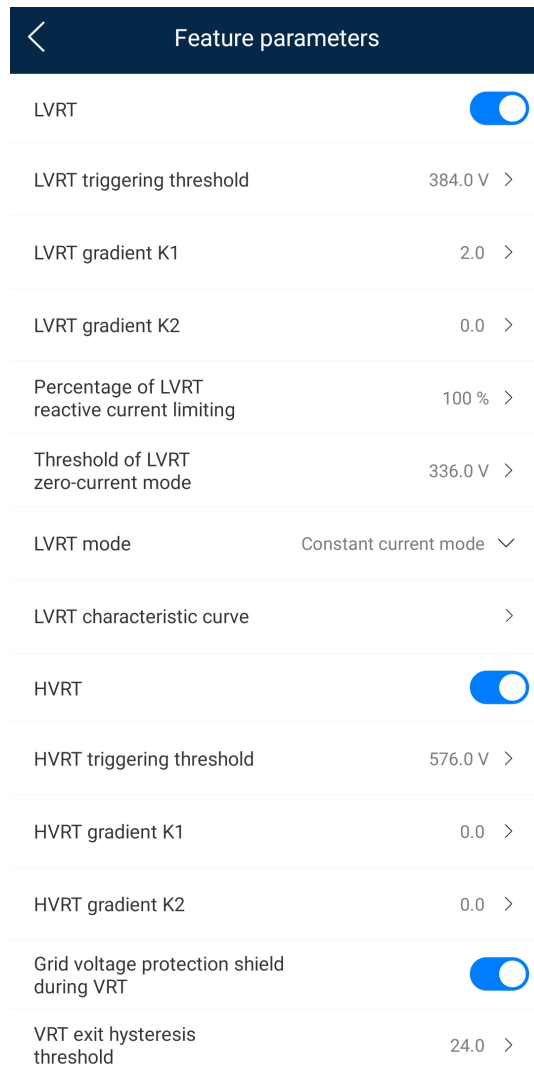 Feature parameters
LVRT
LVRT triggering threshold 384.0 V
LVRT gradient K1 2.0
LVRT gradient K2 0.0
Percentage of LVRT
reactive current limiting 100 %
Threshold of LVRT
zero-current mode 336.0 V
LVRT mode Constant current mode
LVRT characteristic curve
HVRT
HVRT triggering threshold 576.0 V
HVRT gradient K1 0.0
HVRT gradient K2 0.0
Grid voltage protection shield
during VRT
VRT exit hysteresis
threshold 24.0